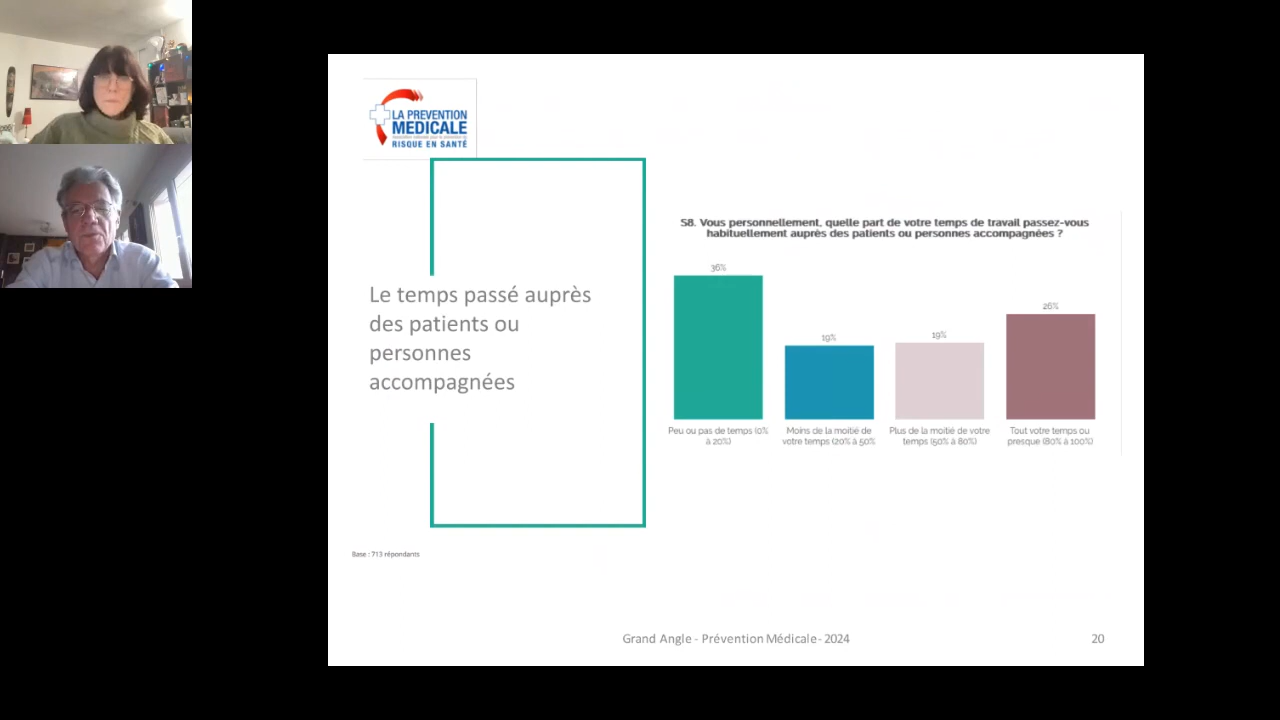 LA PREVENTION
MEDICALE
RISQUE EN SANTÉ
Le temps passé auprès
des patients ou
personnes
accompagnées
S8. Vous personnellement, quelle part de votre temps de travail passez-vous
habituellement auprès des patients ou personnes accompagnées ?
36%
19%
19%
26%
Peu ou pas de temps (0%
à 20%)
Moins de la moitié de
votre temps (20% à 50%
Plus de la moitié de votre
temps (50% à 80%)
Tout votre temps ou
presque (80% à 100%)
Base : 713 répondants
Grand Angle - Prévention Médicale - 2024
20